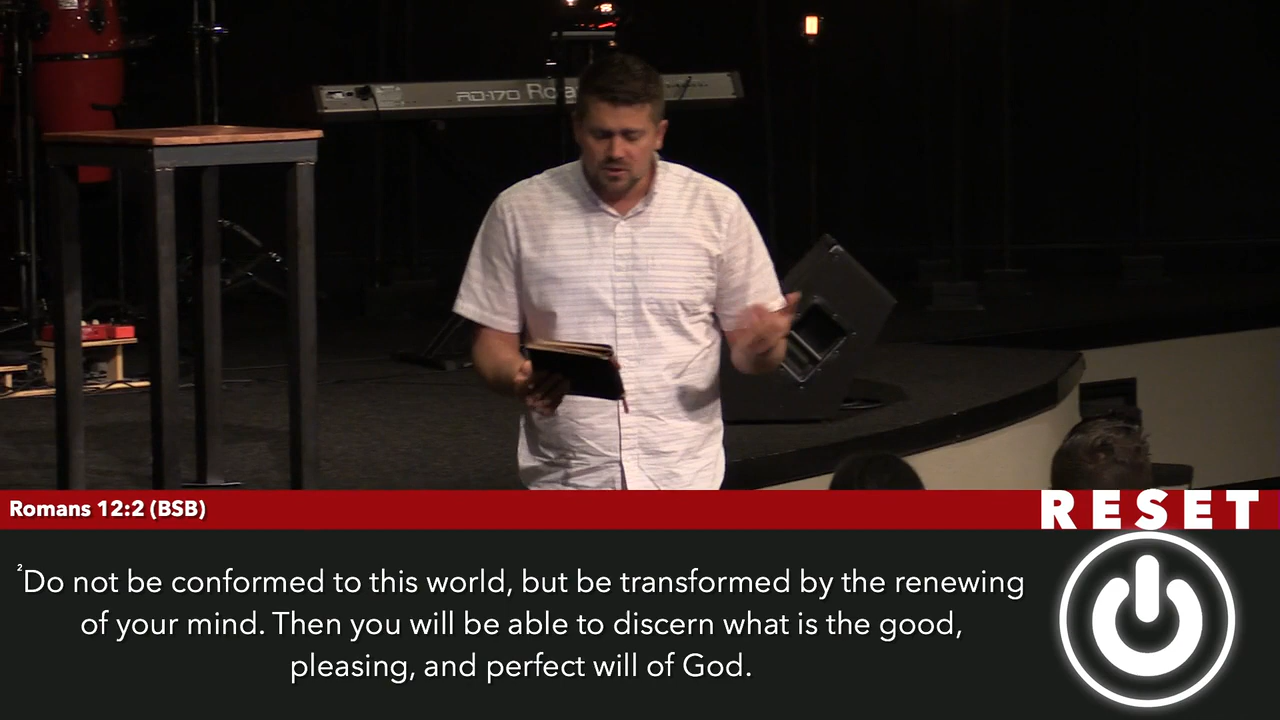 RD-170 Ro
Romans 12:2 (BSB)
RESET
²Do not be conformed to this world, but be transformed by the renewing
of your mind. Then you will be able to discern what is the good,
pleasing, and perfect will of God.